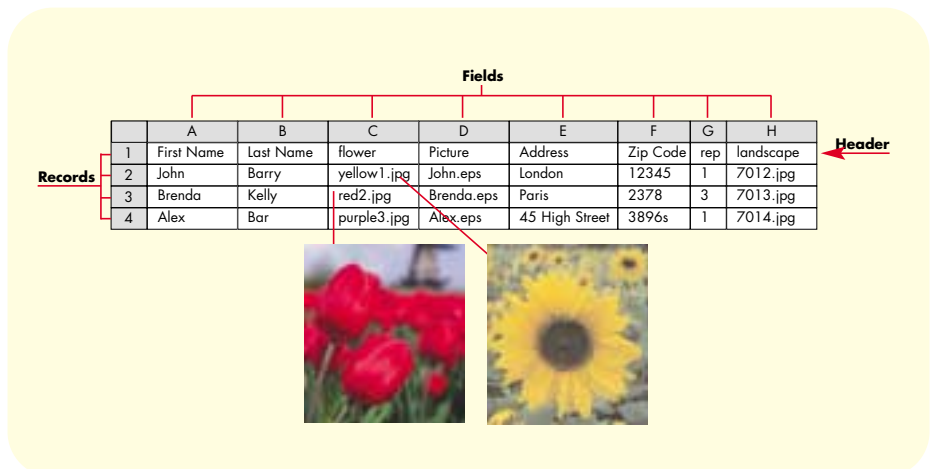 Fields
A B C D E F G H
1 First Name Last Name flower Picture Address Zip Code rep landscape
Header
Records
2 John Barry yellow1.jpg John.eps London 12345 1 7012.jpg
3 Brenda Kelly red2.jpg Brenda.eps Paris 2378 3 7013.jpg
4 Alex Bar purple3.jpg Alex.eps 45 High Street 3896s 1 7014.jpg